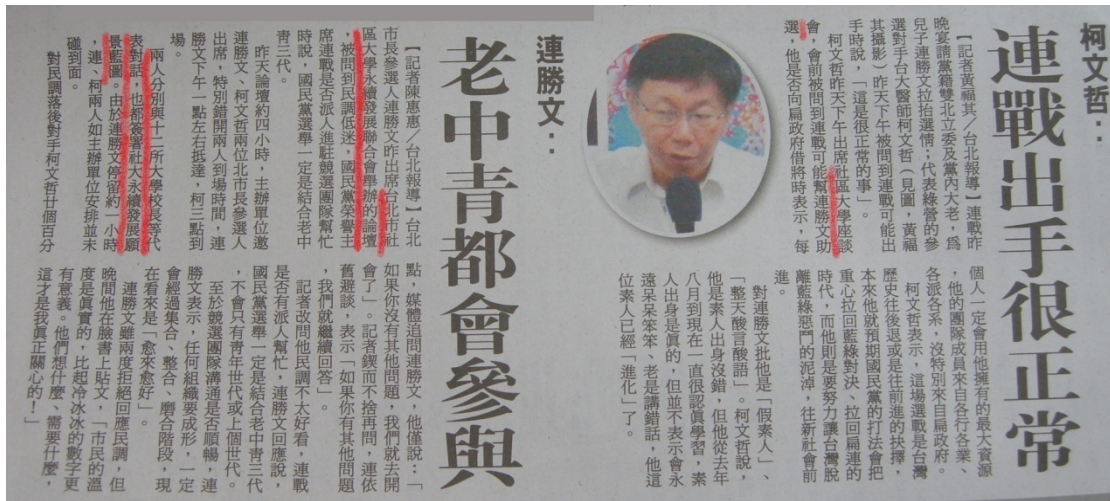 柯文哲：
連戰出手很正常
【記者黃福其／台北報導】連戰昨
晚宴請黨籍雙北立委及黨內大老，為
兒子連勝文拉抬選情；代表綠營的參
選對手台大醫師柯文哲（見圖，黃福
其攝影）昨天下午被問到連戰可能出
手時說，「這是很正常的事」。
柯文哲昨天下午出席社區大學座談
會，會前被問到連戰可能幫連勝文助
選，他是否向扁政府借將時表示，每
個人一定會用他擁有的最大資源
，他的團隊成員來自各行各業、
各派各系，沒特別來自扁政府。
柯文哲表示，這場選戰是台灣
歷史往後退或是往前進的抉擇，
本來他就預期國民黨的打法會把
重心拉回藍綠對決、拉回扁連的
時代，而他則是要努力讓台灣脫
離藍綠惡鬥的泥淖，往新社會前
進。
對連勝文批他是「假素人」、
「整天酸言酸語」。柯文哲說，
他是素人出身沒錯，但他從去年
八月到現在一直很認真學習，素
人出身是真的，但並不表示會永
遠呆呆笨笨、老是講錯話，他這
位素人已經「進化」了。
連勝文：
老中青都會參與
【記者陳惠惠／台北報導】台北
市長參選人連勝文昨出席台北市社
區大學永續發展聯合會舉辦的論壇
，被問到民調低迷，國民黨榮譽主
席連戰是否派人進駐競選團隊幫忙
時說，國民黨選舉一定是結合老中
青三代。
昨天論壇約四小時，主辦單位邀
連勝文、柯文哲兩位北市長參選人
出席，特別錯開兩人到場時間，連
勝文下午一點左右抵達，柯三點到
場。
兩人分別與十二所大學校長等代
表對話，也都簽署社大永續發展願
景藍圖。由於連勝文停留約一小時
，連、柯兩人如主辦單位安排並未
碰到面。
對民調落後對手柯文哲廿個百分
點，媒體追問連勝文，他僅說：「
如果你沒有其他問題，我們就去開
會了」。記者鍥而不捨再問，連依
舊避談，表示「如果你有其他問題
，我們就繼續回答」。
記者改問他民調不太好看，連戰
是否有派人幫忙，連勝文回應說，
國民黨選舉一定是結合老中青三代
，不會只有青年世代或上個世代。
至於競選團隊溝通是否順暢，連
勝文表示，任何組織要成形，一定
會經過集合、整合、磨合階段，現
在看來是「愈來愈好」。
連勝文雖兩度拒絕回應民調，但
晚間他在臉書上貼文，「市民的溫
度是真實的，比起冷冰冰的數字更
有意義。他們想什麼，需要什麼，
這才是我真正關心的！」